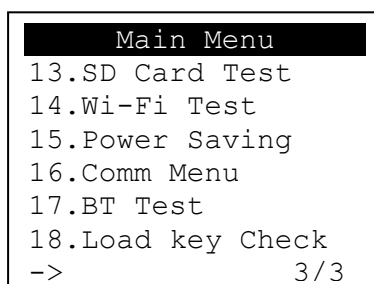 Main Menu
13.SD Card Test
14.Wi-Fi Test
15.Power Saving
16.Comm Menu
17.BT Test
18.Load key Check
-> 3/3